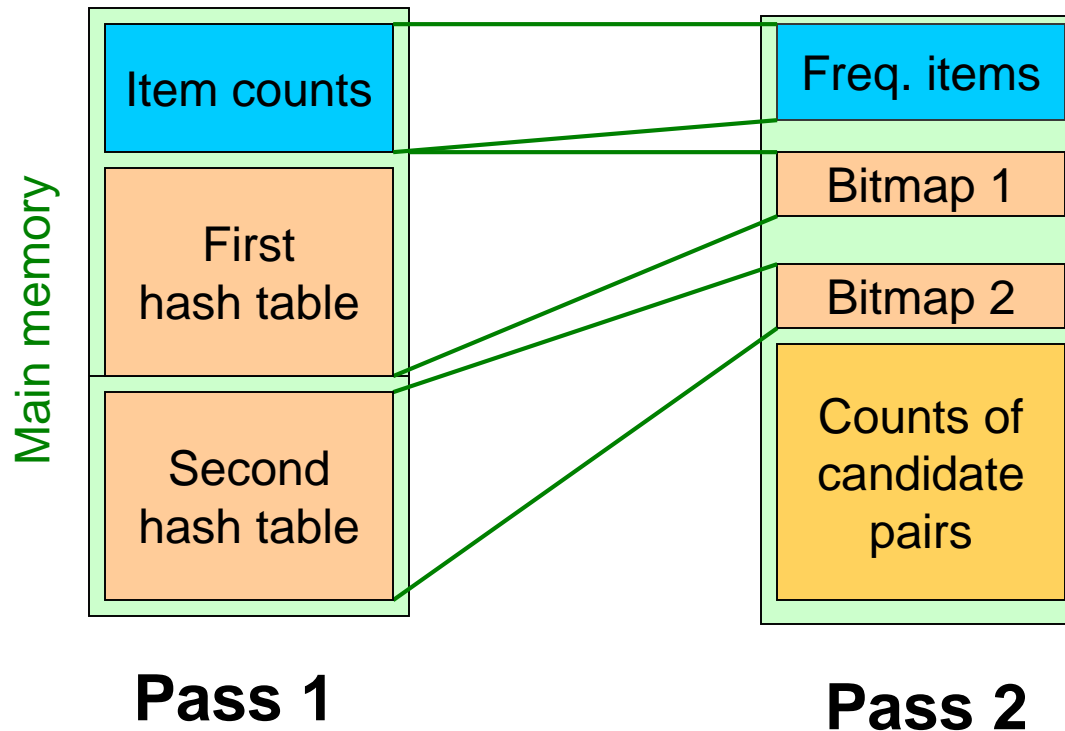 Main memory
Item counts
First
hash table
Second
hash table
Pass 1
Freq. items
Bitmap 1
Bitmap 2
Counts of
candidate
pairs
Pass 2